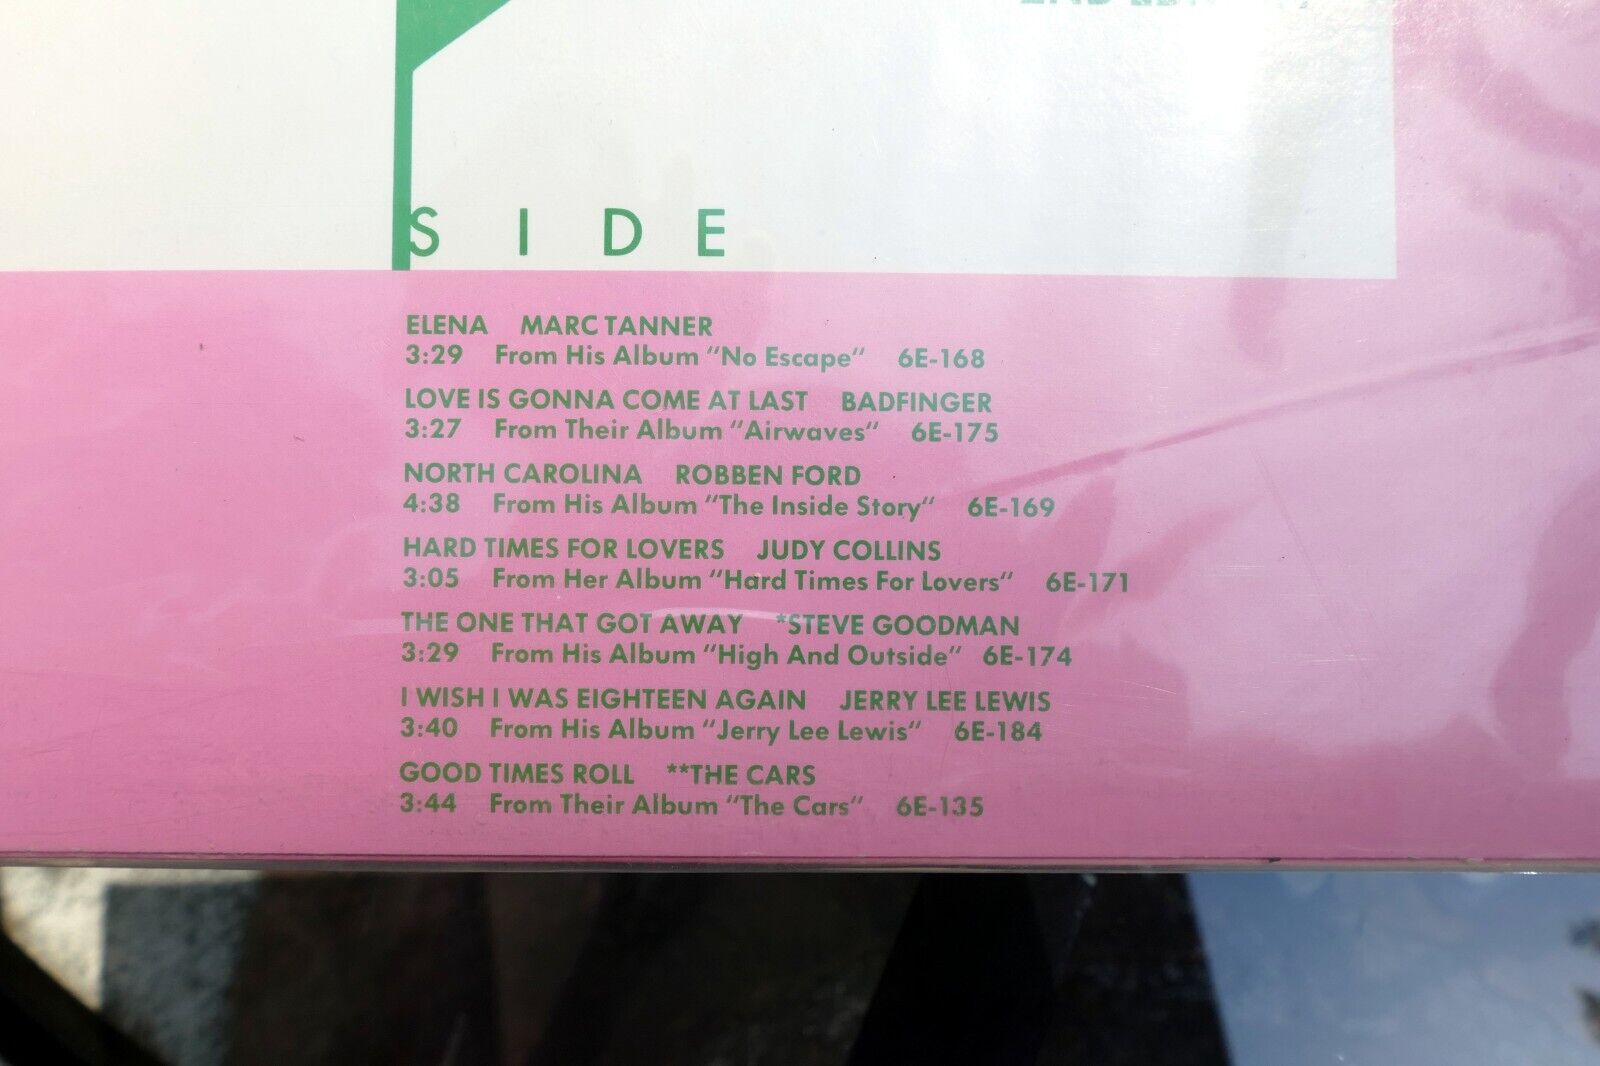 S I D E
ELENA MARC TANNER
3:29 From His Album "No Escape" 6E-168
LOVE IS GONNA COME AT LAST BADFINGER
3:27 From Their Album "Airwaves" 6E-175
NORTH CAROLINA ROBBEN FORD
4:38 From His Album "The Inside Story" 6E-169
HARD TIMES FOR LOVERS JUDY COLLINS
3:05 From Her Album "Hard Times For Lovers" 6E-171
THE ONE THAT GOT AWAY *STEVE GOODMAN
3:29 From His Album "High And Outside" 6E-174
I WISH I WAS EIGHTEEN AGAIN JERRY LEE LEWIS
3:40 From His Album "Jerry Lee Lewis" 6E-184
GOOD TIMES ROLL **THE CARS
3:44 From Their Album "The Cars" 6E-135